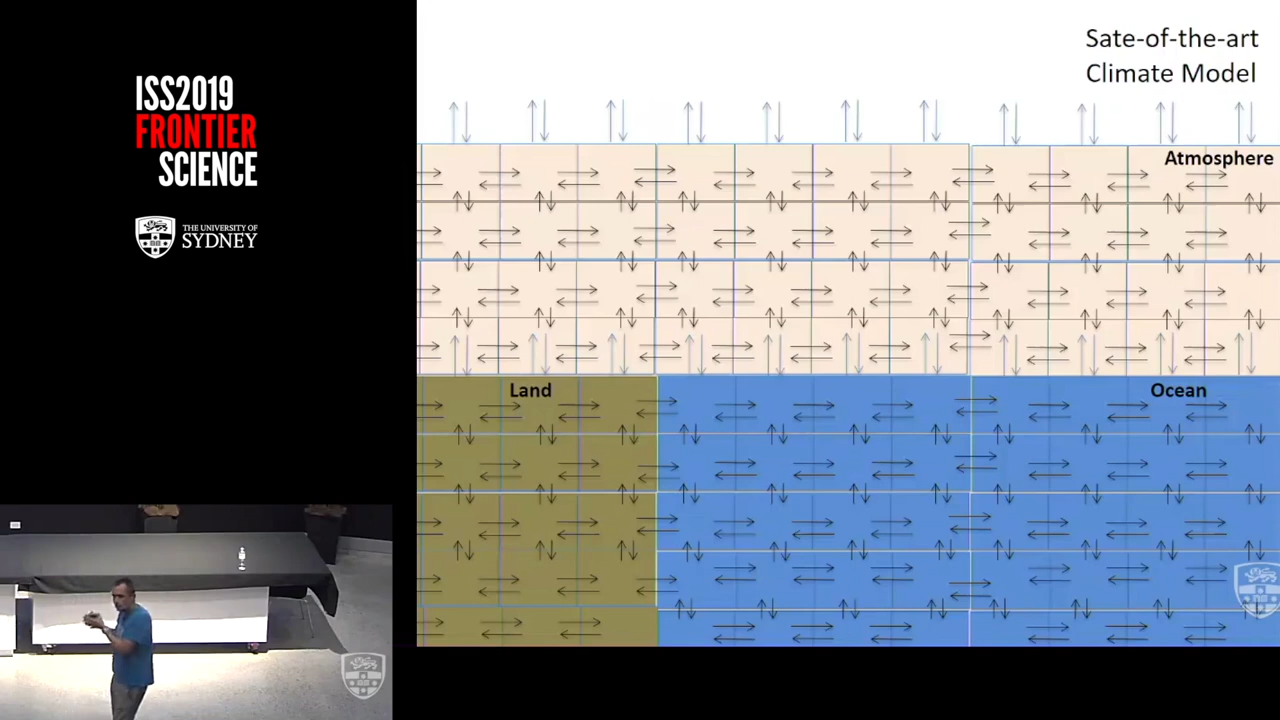 ISS2019
FRONTIER
SCIENCE
THE UNIVERSITY OF
SYDNEY
Sate-of-the-art
Climate Model
Atmosphere
Land
Ocean